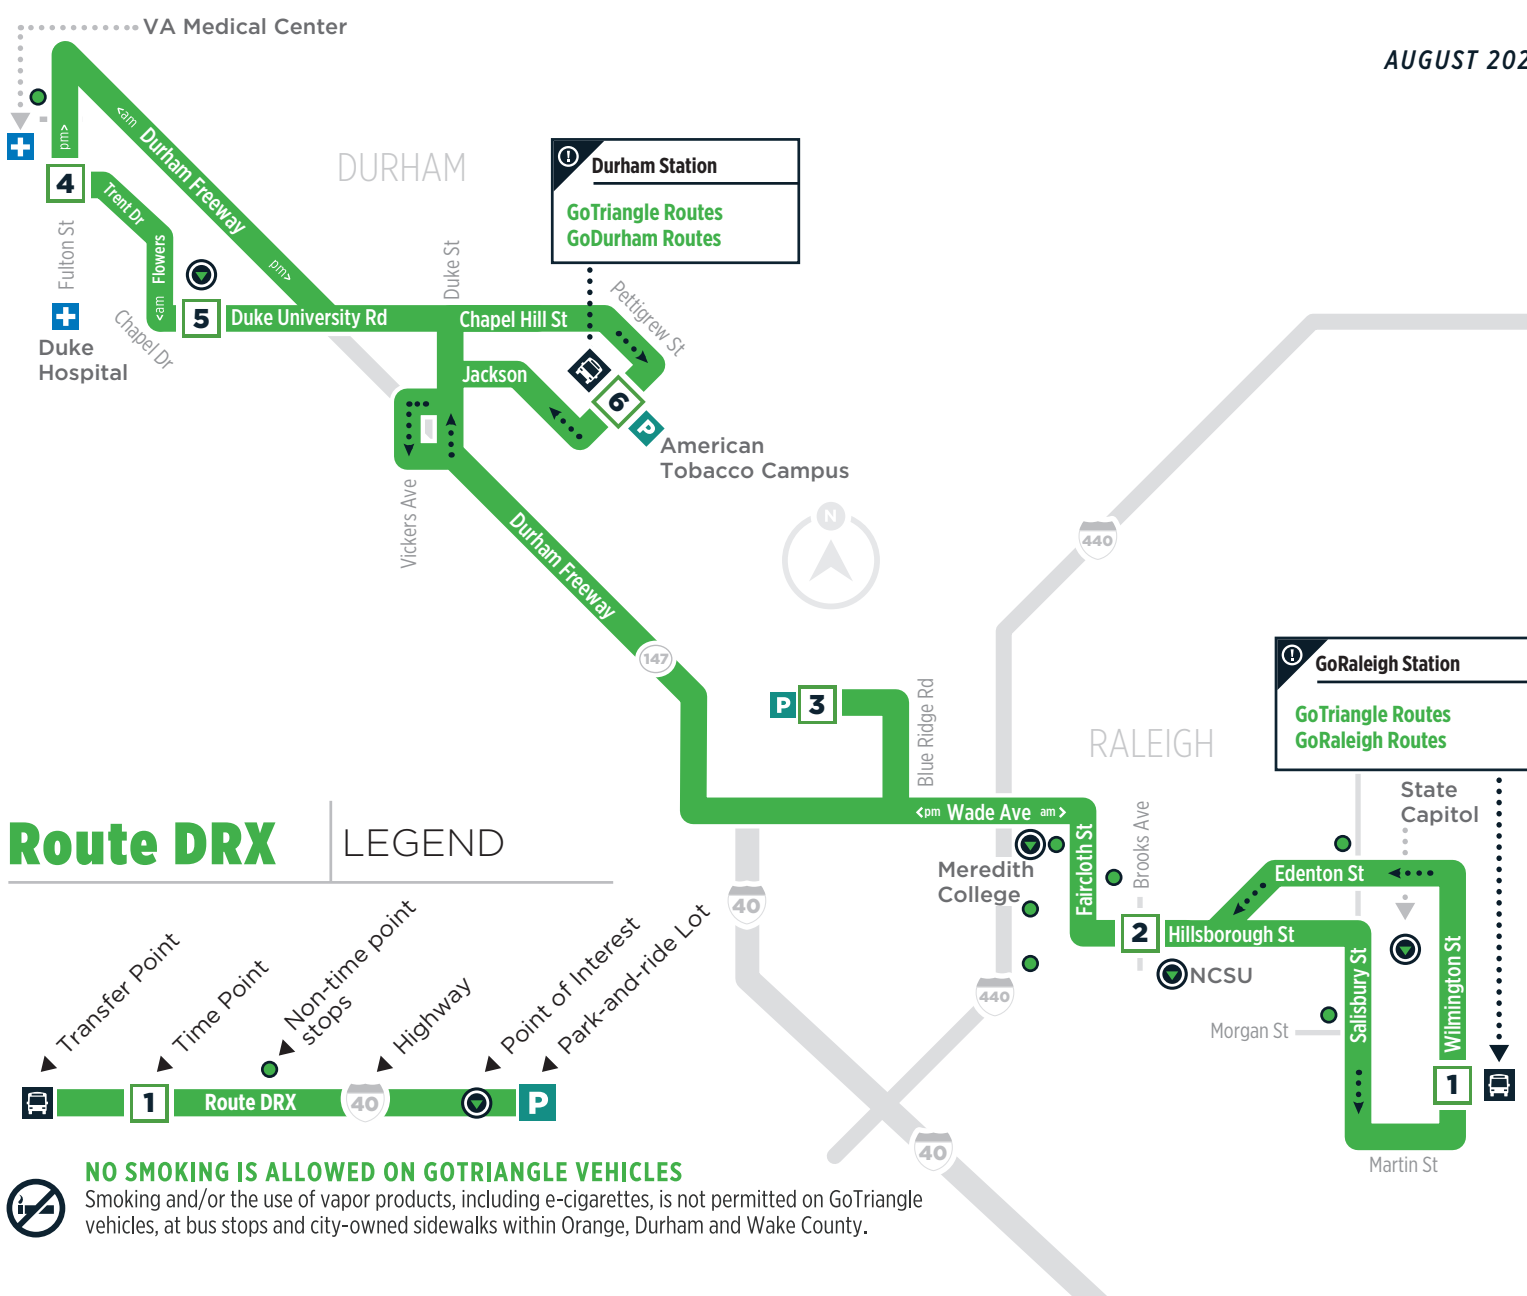 VA Medical Center
AUGUST 202
<am
Durham Freeway
pm>
pm>
DURHAM
4
Trent Dr
Flowers
<am
Fulton St
Chapel Dr
Duke
Hospital
5
Duke University Rd
Duke St
Chapel Hill St
Pettigrew St
Jackson
6
P
American
Tobacco Campus
Durham Station
GoTriangle Routes
GoDurham Routes
Vickers Ave
Durham Freeway
147
N
440
P
3
Blue Ridge Rd
RALEIGH
GoRaleigh Station
GoTriangle Routes
GoRaleigh Routes
<pm Wade Ave am>
Meredith
College
Faircloth St
Brooks Ave
State
Capitol
Edenton St
2
Hillsborough St
NCSU
Salisbury St
Wilmington St
Morgan St
1
Martin St
40
440
40
Route DRX
LEGEND
Transfer Point
Time Point
Non-time point
stops
Highway
Point of Interest
Park-and-ride Lot
1
Route DRX
40
P
NO SMOKING IS ALLOWED ON GOTRIANGLE VEHICLES
Smoking and/or the use of vapor products, including e-cigarettes, is not permitted on GoTriangle
vehicles, at bus stops and city-owned sidewalks within Orange, Durham and Wake County.